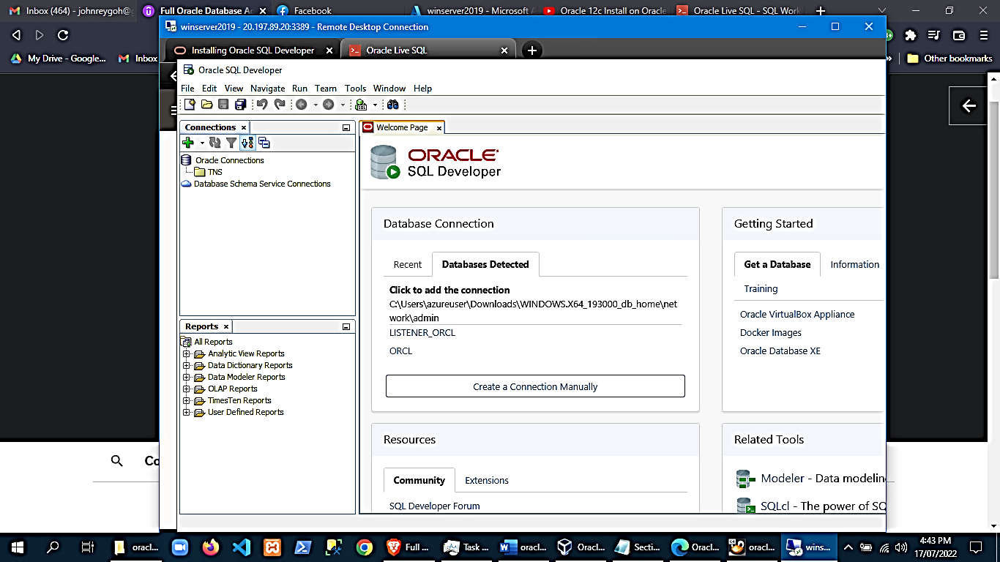 Inbox (464) - johnreygoh@
Full Oracle Database Ac
Facebook
winserver2019 - Microsoft
Oracle 12c Install on Oracle
Oracle Live SQL - SQL Work
winserver2019 - 20.197.89.20:3389 - Remote Desktop Connection
My Drive - Google...
Inbox
Other bookmarks
Installing Oracle SQL Developer
Oracle Live SQL
Oracle SQL Developer
File Edit View Navigate Run Team Tools Window Help
Connections
Oracle Connections
TNS
Database Schema Service Connections
Reports
All Reports
Analytic View Reports
Data Dictionary Reports
Data Modeler Reports
OLAP Reports
TimesTen Reports
User Defined Reports
Welcome Page
ORACLE
SQL Developer
Database Connection
Recent
Databases Detected
Click to add the connection
C:\Users\azureuser\Downloads\WINDOWS.X64_193000_db_home\net
work\admin
LISTENER_ORCL
ORCL
Create a Connection Manually
Getting Started
Get a Database
Information
Training
Oracle VirtualBox Appliance
Docker Images
Oracle Database XE
Resources
Community
Extensions
SQL Developer Forum
Related Tools
Modeler - Data modelin
SQLcl - The power of SQ
Co
oracl...
Full ...
Task ...
oracl...
Oracl...
Secti...
Oracl...
oracl...
wins...
4:43 PM
17/07/2022